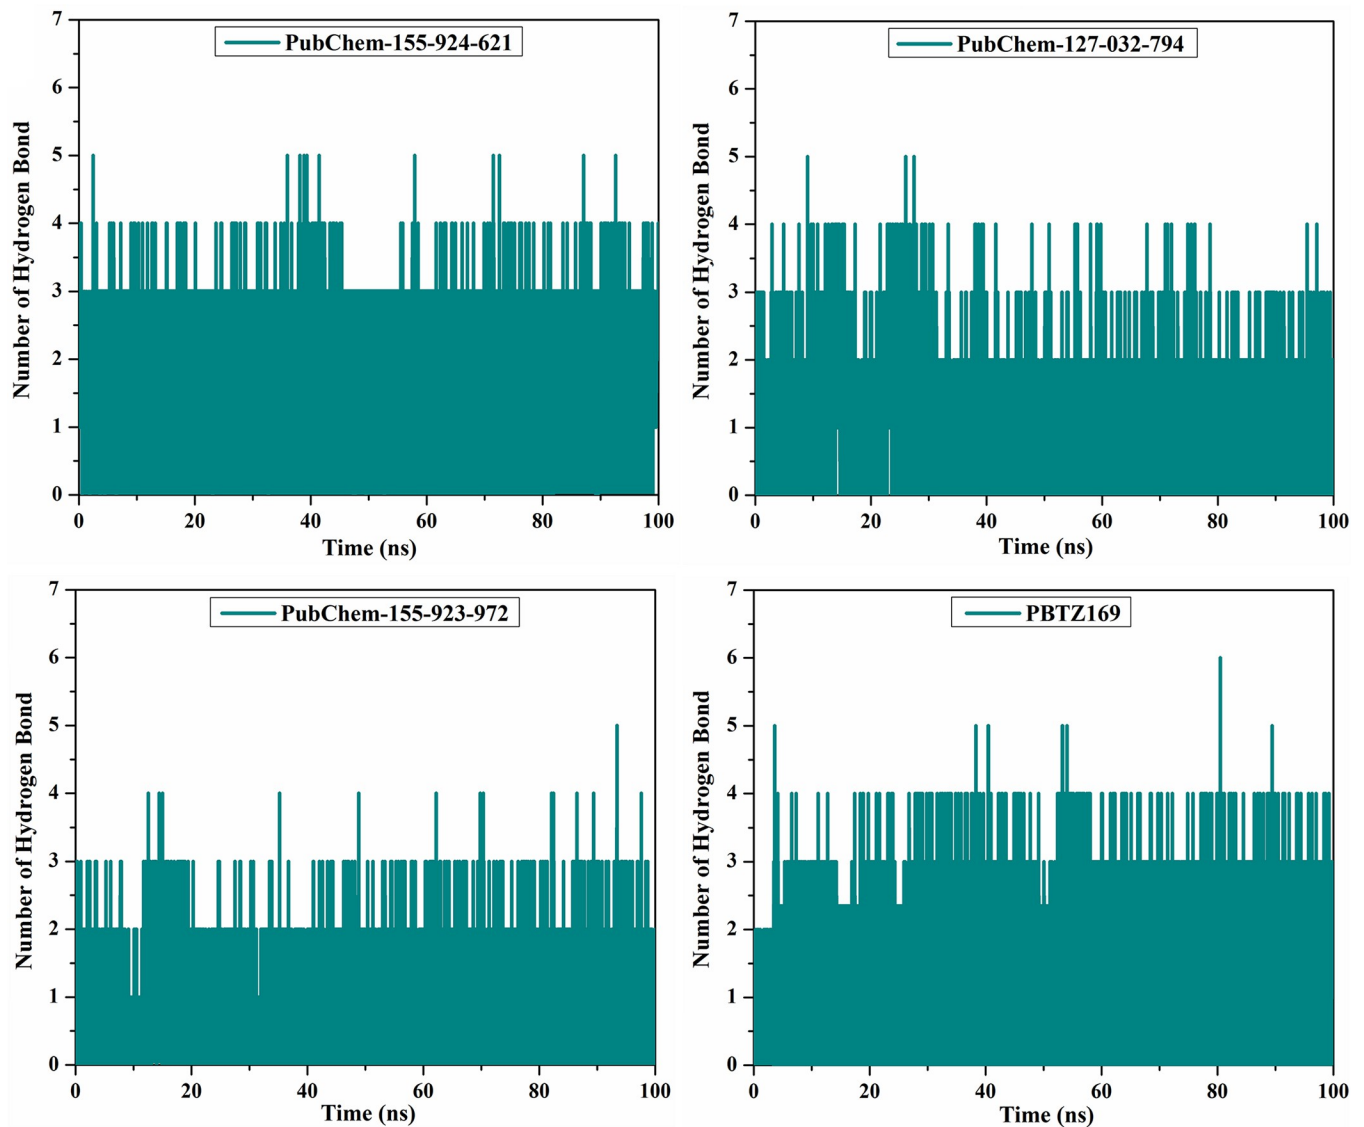 PubChem-155-924-621
7
6
5
4
3
2
1
0
Number of Hydrogen Bond
0 20 40 60 80 100
Time (ns)
PubChem-127-032-794
7
6
5
4
3
2
1
0
Number of Hydrogen Bond
0 20 40 60 80 100
Time (ns)
PubChem-155-923-972
7
6
5
4
3
2
1
0
Number of Hydrogen Bond
0 20 40 60 80 100
Time (ns)
PBTZ169
7
6
5
4
3
2
1
0
Number of Hydrogen Bond
0 20 40 60 80 100
Time (ns)